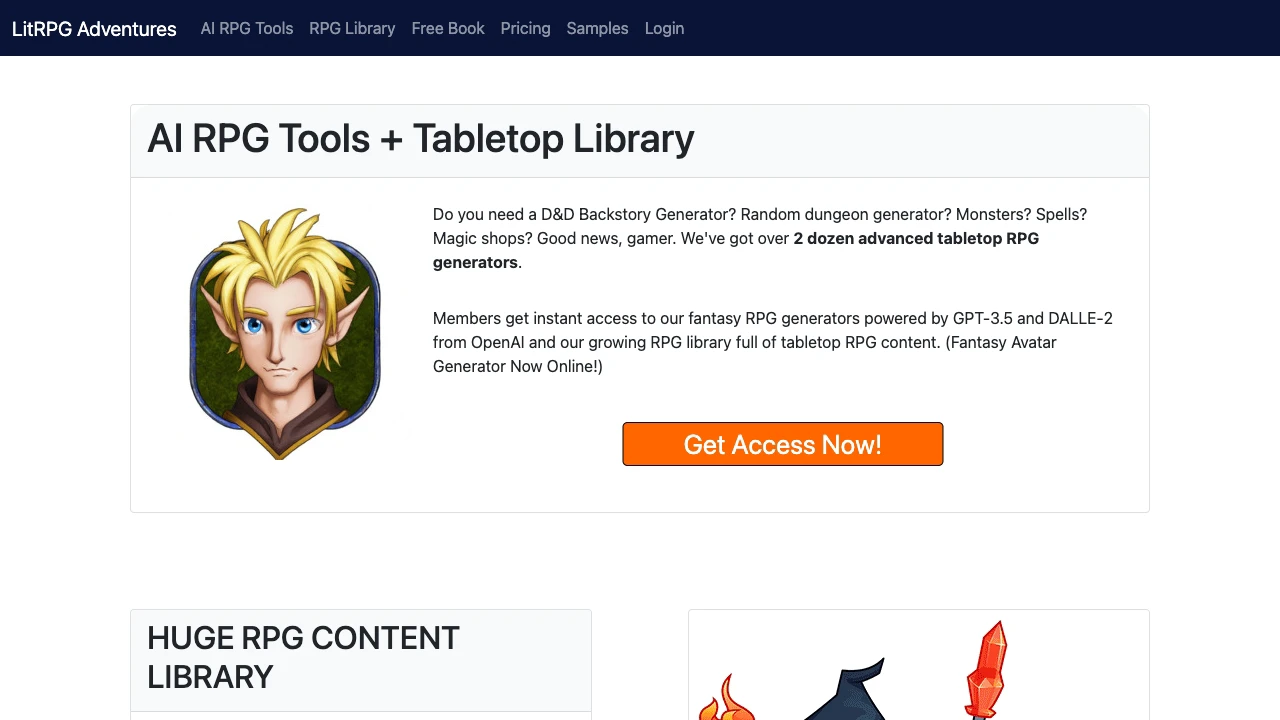 LitRPG Adventures AI RPG Tools RPG Library Free Book Pricing Samples Login
AI RPG Tools + Tabletop Library
Do you need a D&D Backstory Generator? Random dungeon generator? Monsters? Spells?
Magic shops? Good news, gamer. We've got over 2 dozen advanced tabletop RPG
generators.
Members get instant access to our fantasy RPG generators powered by GPT-3.5 and DALLE-2
from OpenAI and our growing RPG library full of tabletop RPG content. (Fantasy Avatar
Generator Now Online!)
Get Access Now!
HUGE RPG CONTENT
LIBRARY